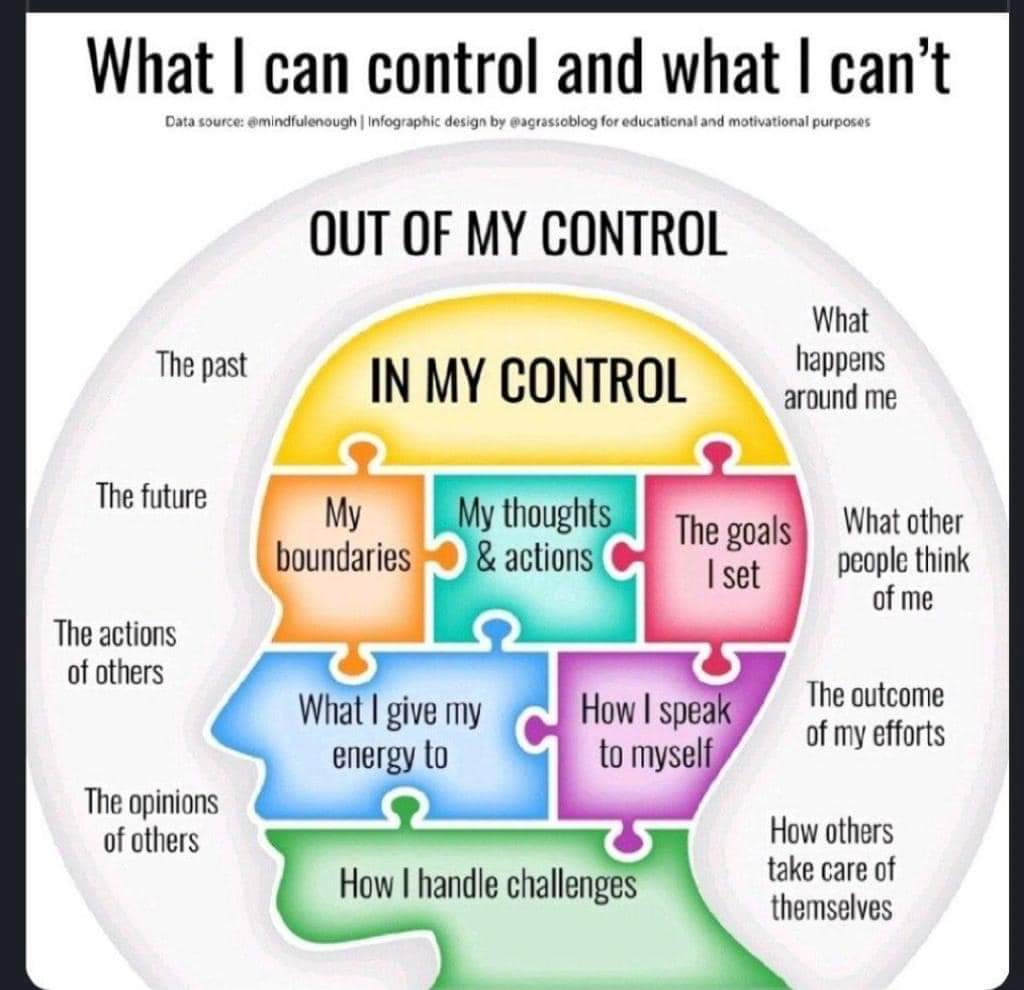 What I can control and what I can't
Data source: @mindfulenough | Infographic design by @agrassoblog for educational and motivational purposes
OUT OF MY CONTROL
IN MY CONTROL
The past
The future
The actions
of others
The opinions
of others
What
happens
around me
What other
people think
of me
The outcome
of my efforts
How others
take care of
themselves
My
boundaries
My thoughts
& actions
The goals
I set
What I give my
energy to
How I speak
to myself
How I handle challenges